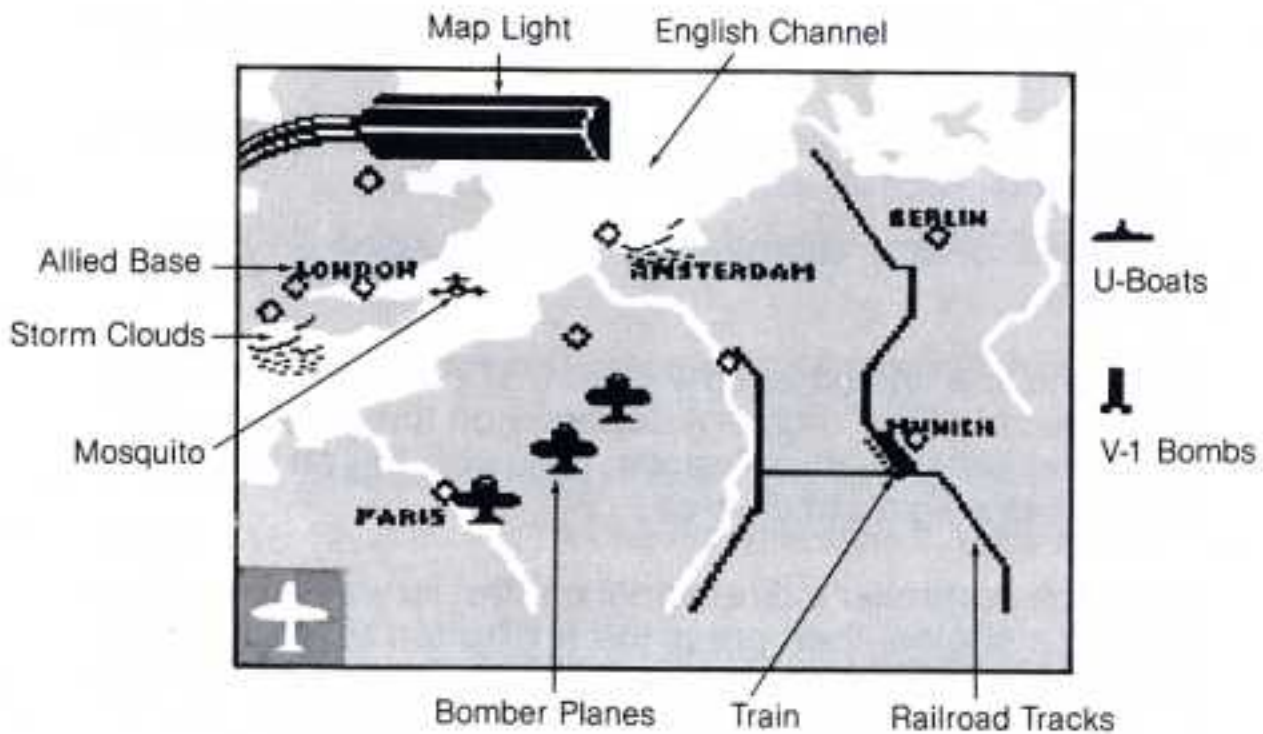 Map Light
English Channel
BERLIN
Allied Base
LONDON
AMSTERDAM
U-Boats
Storm Clouds
MUNICH
Mosquito
V-1 Bombs
PARIS
Bomber Planes
Train
Railroad Tracks